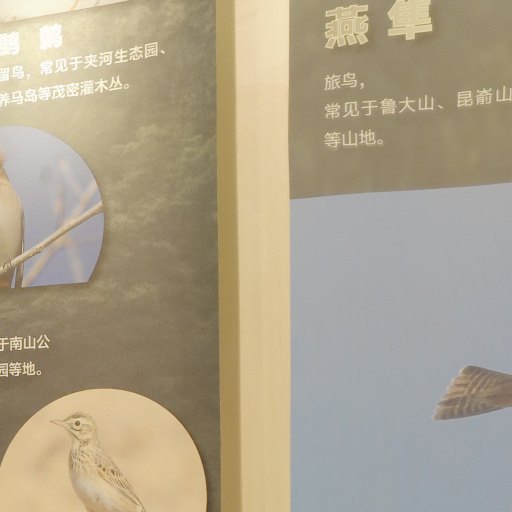 留鸟，常见于夹河生态园、
养马岛等茂密灌木丛。
于南山公
园等地。
燕隼
旅鸟，
常见于鲁大山、昆嵛山
等山地。